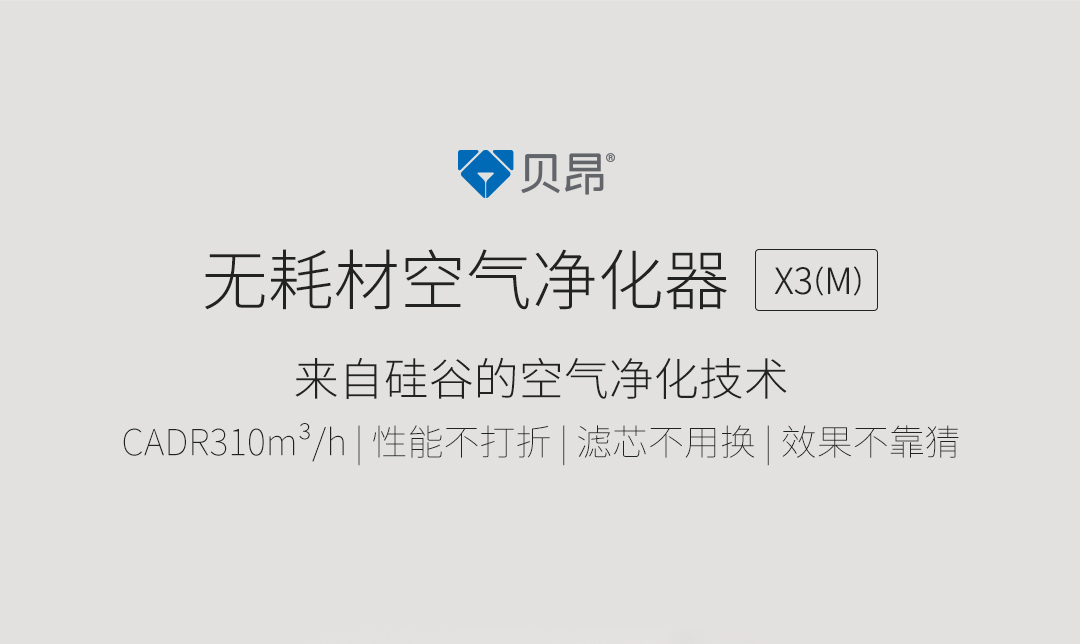 贝昂®
无耗材空气净化器 X3(M)
来自硅谷的空气净化技术
CADR310m³/h | 性能不打折 | 滤芯不用换 | 效果不靠猜